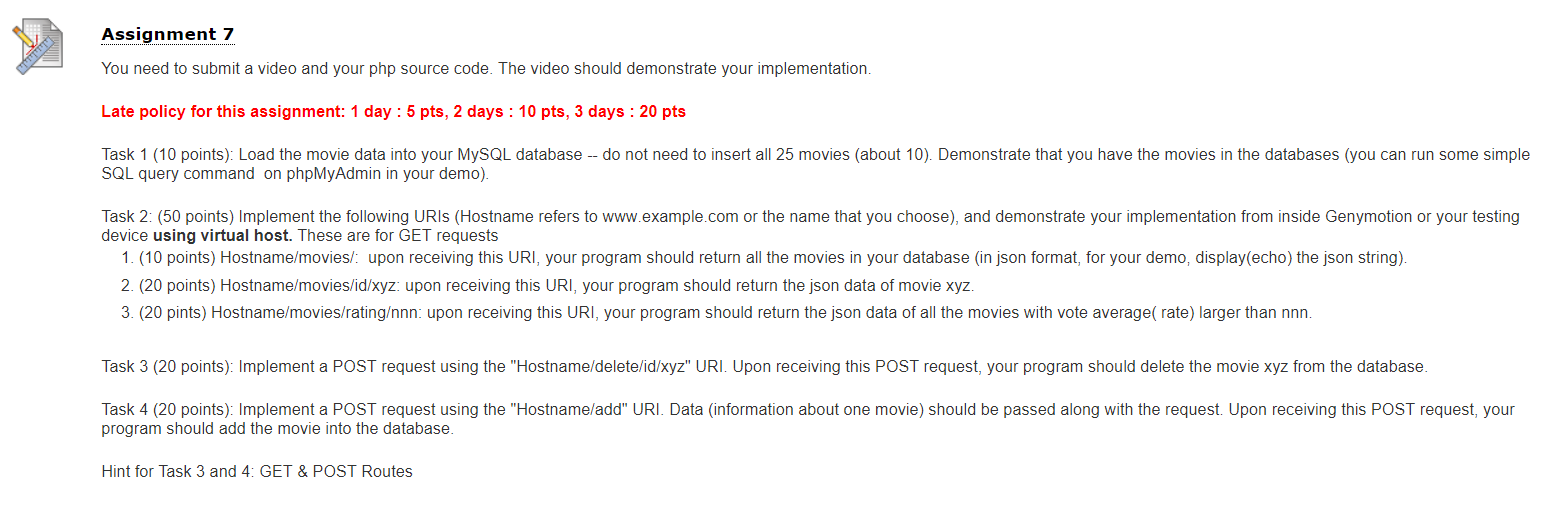 Assignment 7
You need to submit a video and your php source code. The video should demonstrate your implementation.
Late policy for this assignment: 1 day : 5 pts, 2 days : 10 pts, 3 days : 20 pts
Task 1 (10 points): Load the movie data into your MySQL database -- do not need to insert all 25 movies (about 10). Demonstrate that you have the movies in the databases (you can run some simple
SQL query command  on phpMyAdmin in your demo).
Task 2: (50 points) Implement the following URIs (Hostname refers to www.example.com or the name that you choose), and demonstrate your implementation from inside Genymotion or your testing
device using virtual host. These are for GET requests
1. (10 points) Hostname/movies/:  upon receiving this URI, your program should return all the movies in your database (in json format, for your demo, display(echo) the json string).
2. (20 points) Hostname/movies/id/xyz: upon receiving this URI, your program should return the json data of movie xyz.
3. (20 pints) Hostname/movies/rating/nnn: upon receiving this URI, your program should return the json data of all the movies with vote average( rate) larger than nnn.
Task 3 (20 points): Implement a POST request using the "Hostname/delete/id/xyz" URI. Upon receiving this POST request, your program should delete the movie xyz from the database.
Task 4 (20 points): Implement a POST request using the "Hostname/add" URI. Data (information about one movie) should be passed along with the request. Upon receiving this POST request, your
program should add the movie into the database.
Hint for Task 3 and 4: GET & POST Routes